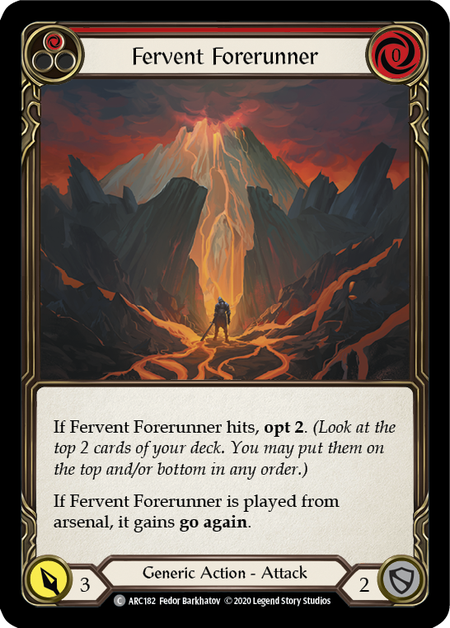 Fervent Forerunner
0
If Fervent Forerunner hits, opt 2. (Look at the
top 2 cards of your deck. You may put them on
the top and/or bottom in any order.)
If Fervent Forerunner is played from
arsenal, it gains go again.
3
Generic Action - Attack
2
C ARC182 Fedor Barkhatov © 2020 Legend Story Studios